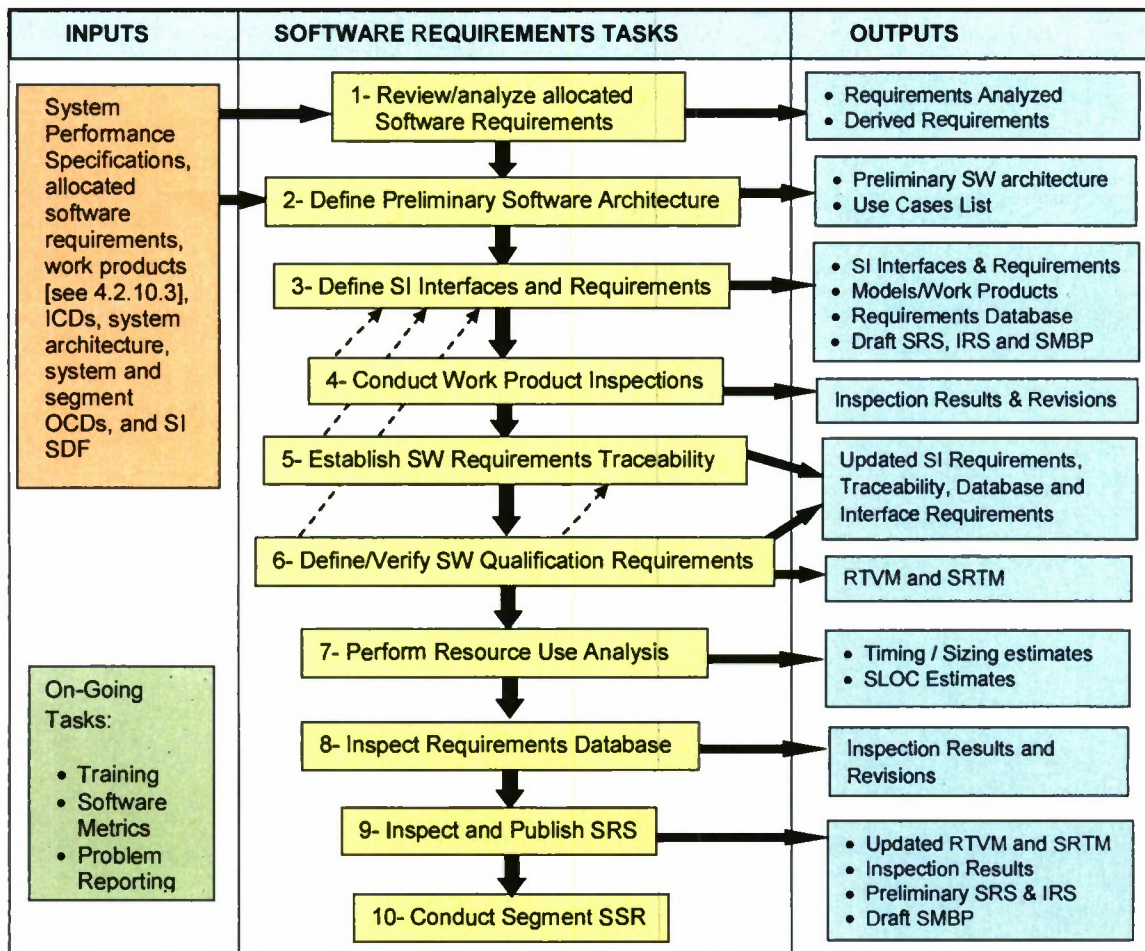 INPUTS
SOFTWARE REQUIREMENTS TASKS
OUTPUTS
System
Performance
Specifications,
allocated
software
requirements,
work products
[see 4.2.10.3],
ICDs, system
architecture,
system and
segment
OCDs, and SI
SDF
On-Going
Tasks:
• Training
• Software
Metrics
• Problem
Reporting
1- Review/analyze allocated
Software Requirements
2- Define Preliminary Software Architecture
3- Define SI Interfaces and Requirements
4- Conduct Work Product Inspections
5- Establish SW Requirements Traceability
6- Define/Verify SW Qualification Requirements
7- Perform Resource Use Analysis
8- Inspect Requirements Database
9- Inspect and Publish SRS
10- Conduct Segment SSR
• Requirements Analyzed
• Derived Requirements
• Preliminary SW architecture
• Use Cases List
• SI Interfaces & Requirements
• Models/Work Products
• Requirements Database
• Draft SRS, IRS and SMBP
Inspection Results & Revisions
Updated SI Requirements,
Traceability, Database and
Interface Requirements
RTVM and SRTM
• Timing / Sizing estimates
• SLOC Estimates
Inspection Results and
Revisions
• Updated RTVM and SRTM
• Inspection Results
• Preliminary SRS & IRS
• Draft SMBP